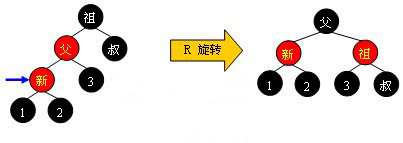 祖
父 叔
新 3
1 2
R 旋转
父
新 祖
1 2 3 叔